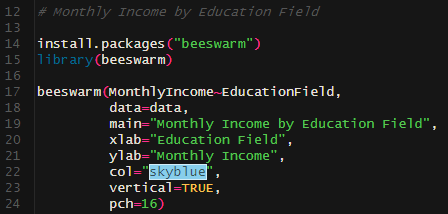 12 # Monthly Income by Education Field
13
14 install.packages("beeswarm")
15 library(beeswarm)
16
17 beeswarm(MonthlyIncome~EducationField,
18          data=data,
19          main="Monthly Income by Education Field",
20          xlab="Education Field",
21          ylab="Monthly Income",
22          col="skyblue",
23          vertical=TRUE,
24          pch=16)